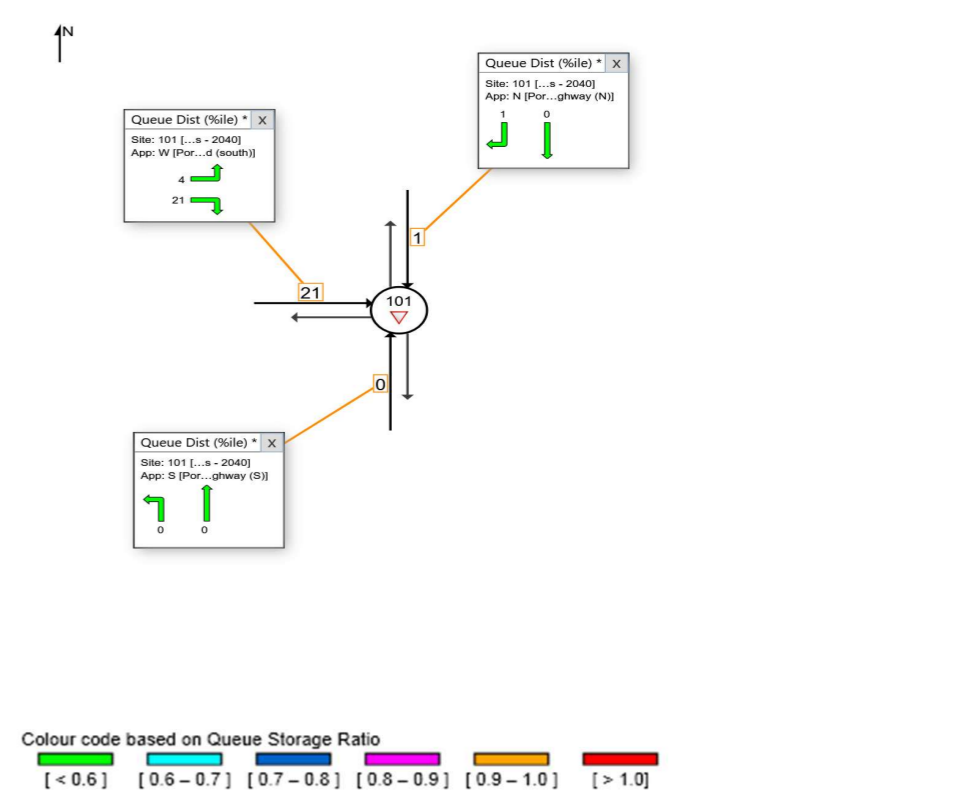 N
Queue Dist (%ile) * X
Site: 101 [...s - 2040]
App: N [Por...ghway (N)]
1 0
Queue Dist (%ile) * X
Site: 101 [...s - 2040]
App: W [Por...d (south)]
4
21
1
21
101
0
Queue Dist (%ile) * X
Site: 101 [...s - 2040]
App: S [Por...ghway (S)]
0 0
Colour code based on Queue Storage Ratio
[ < 0.6 ] [ 0.6 – 0.7 ] [ 0.7 – 0.8 ] [ 0.8 – 0.9 ] [ 0.9 – 1.0 ] [ > 1.0]